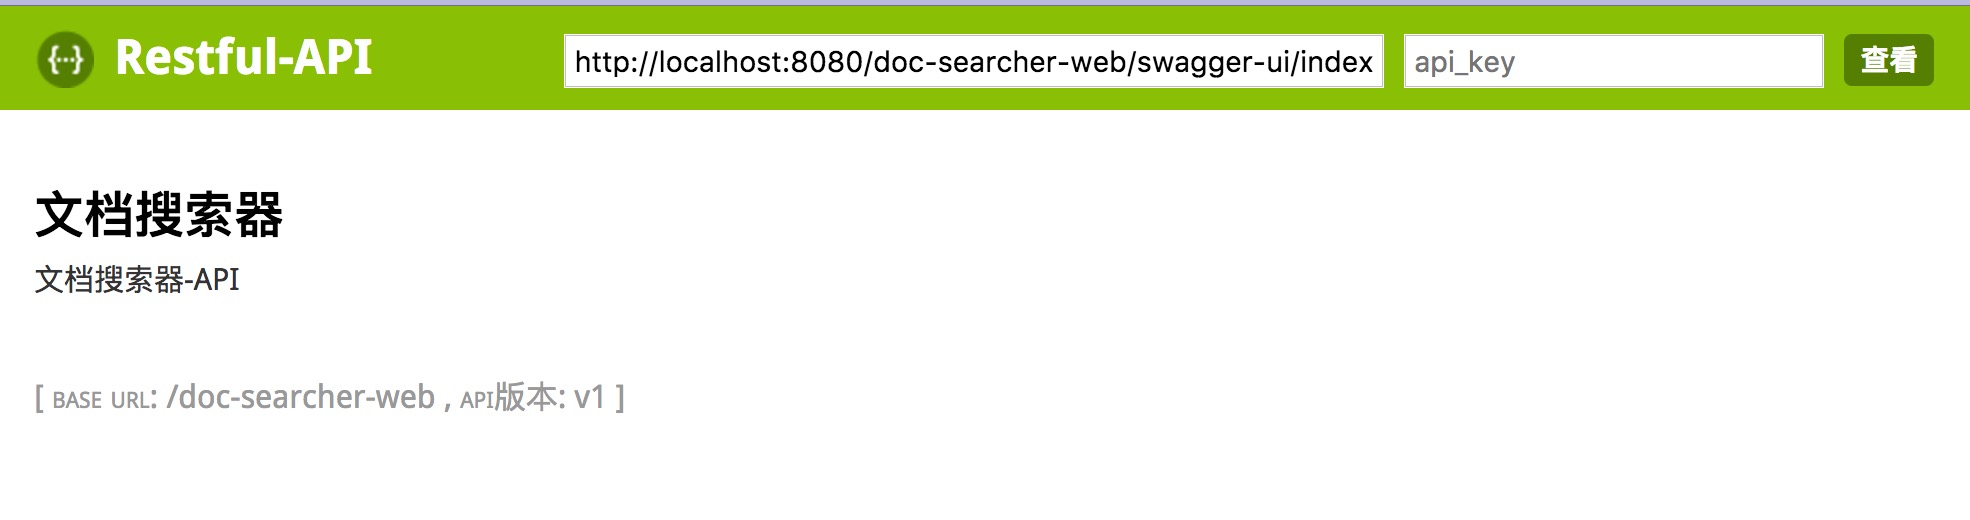 {···} Restful-API http://localhost:8080/doc-searcher-web/swagger-ui/index api_key 查看
文档搜索器
文档搜索器-API
[ BASE URL: /doc-searcher-web , API版本: v1 ]